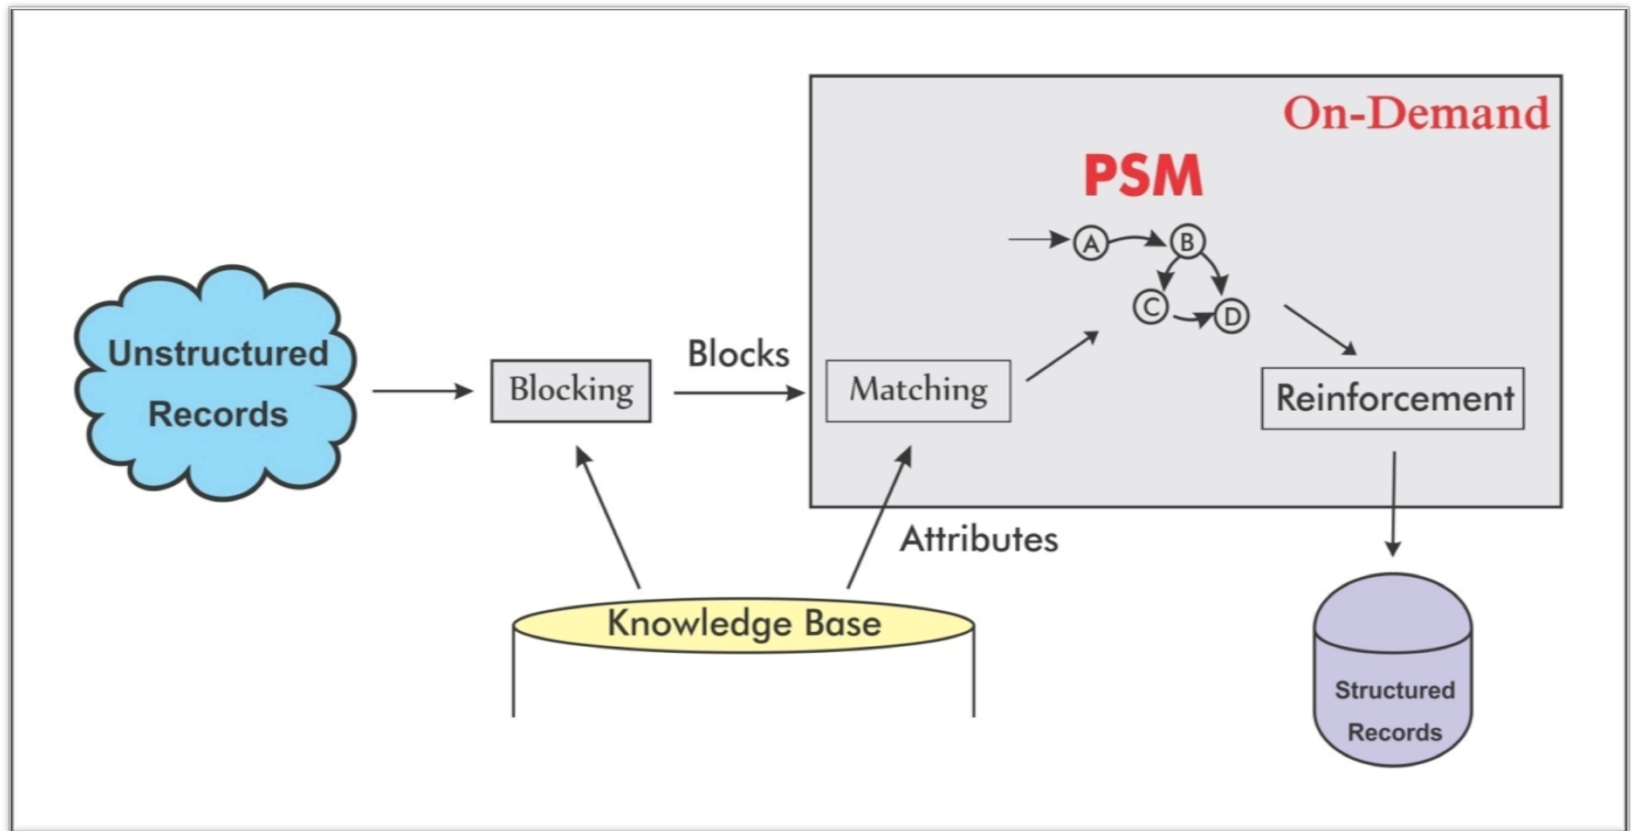 On-Demand
PSM
A
B
C
D
Unstructured
Records
Blocking
Blocks
Matching
Reinforcement
Attributes
Knowledge Base
Structured
Records